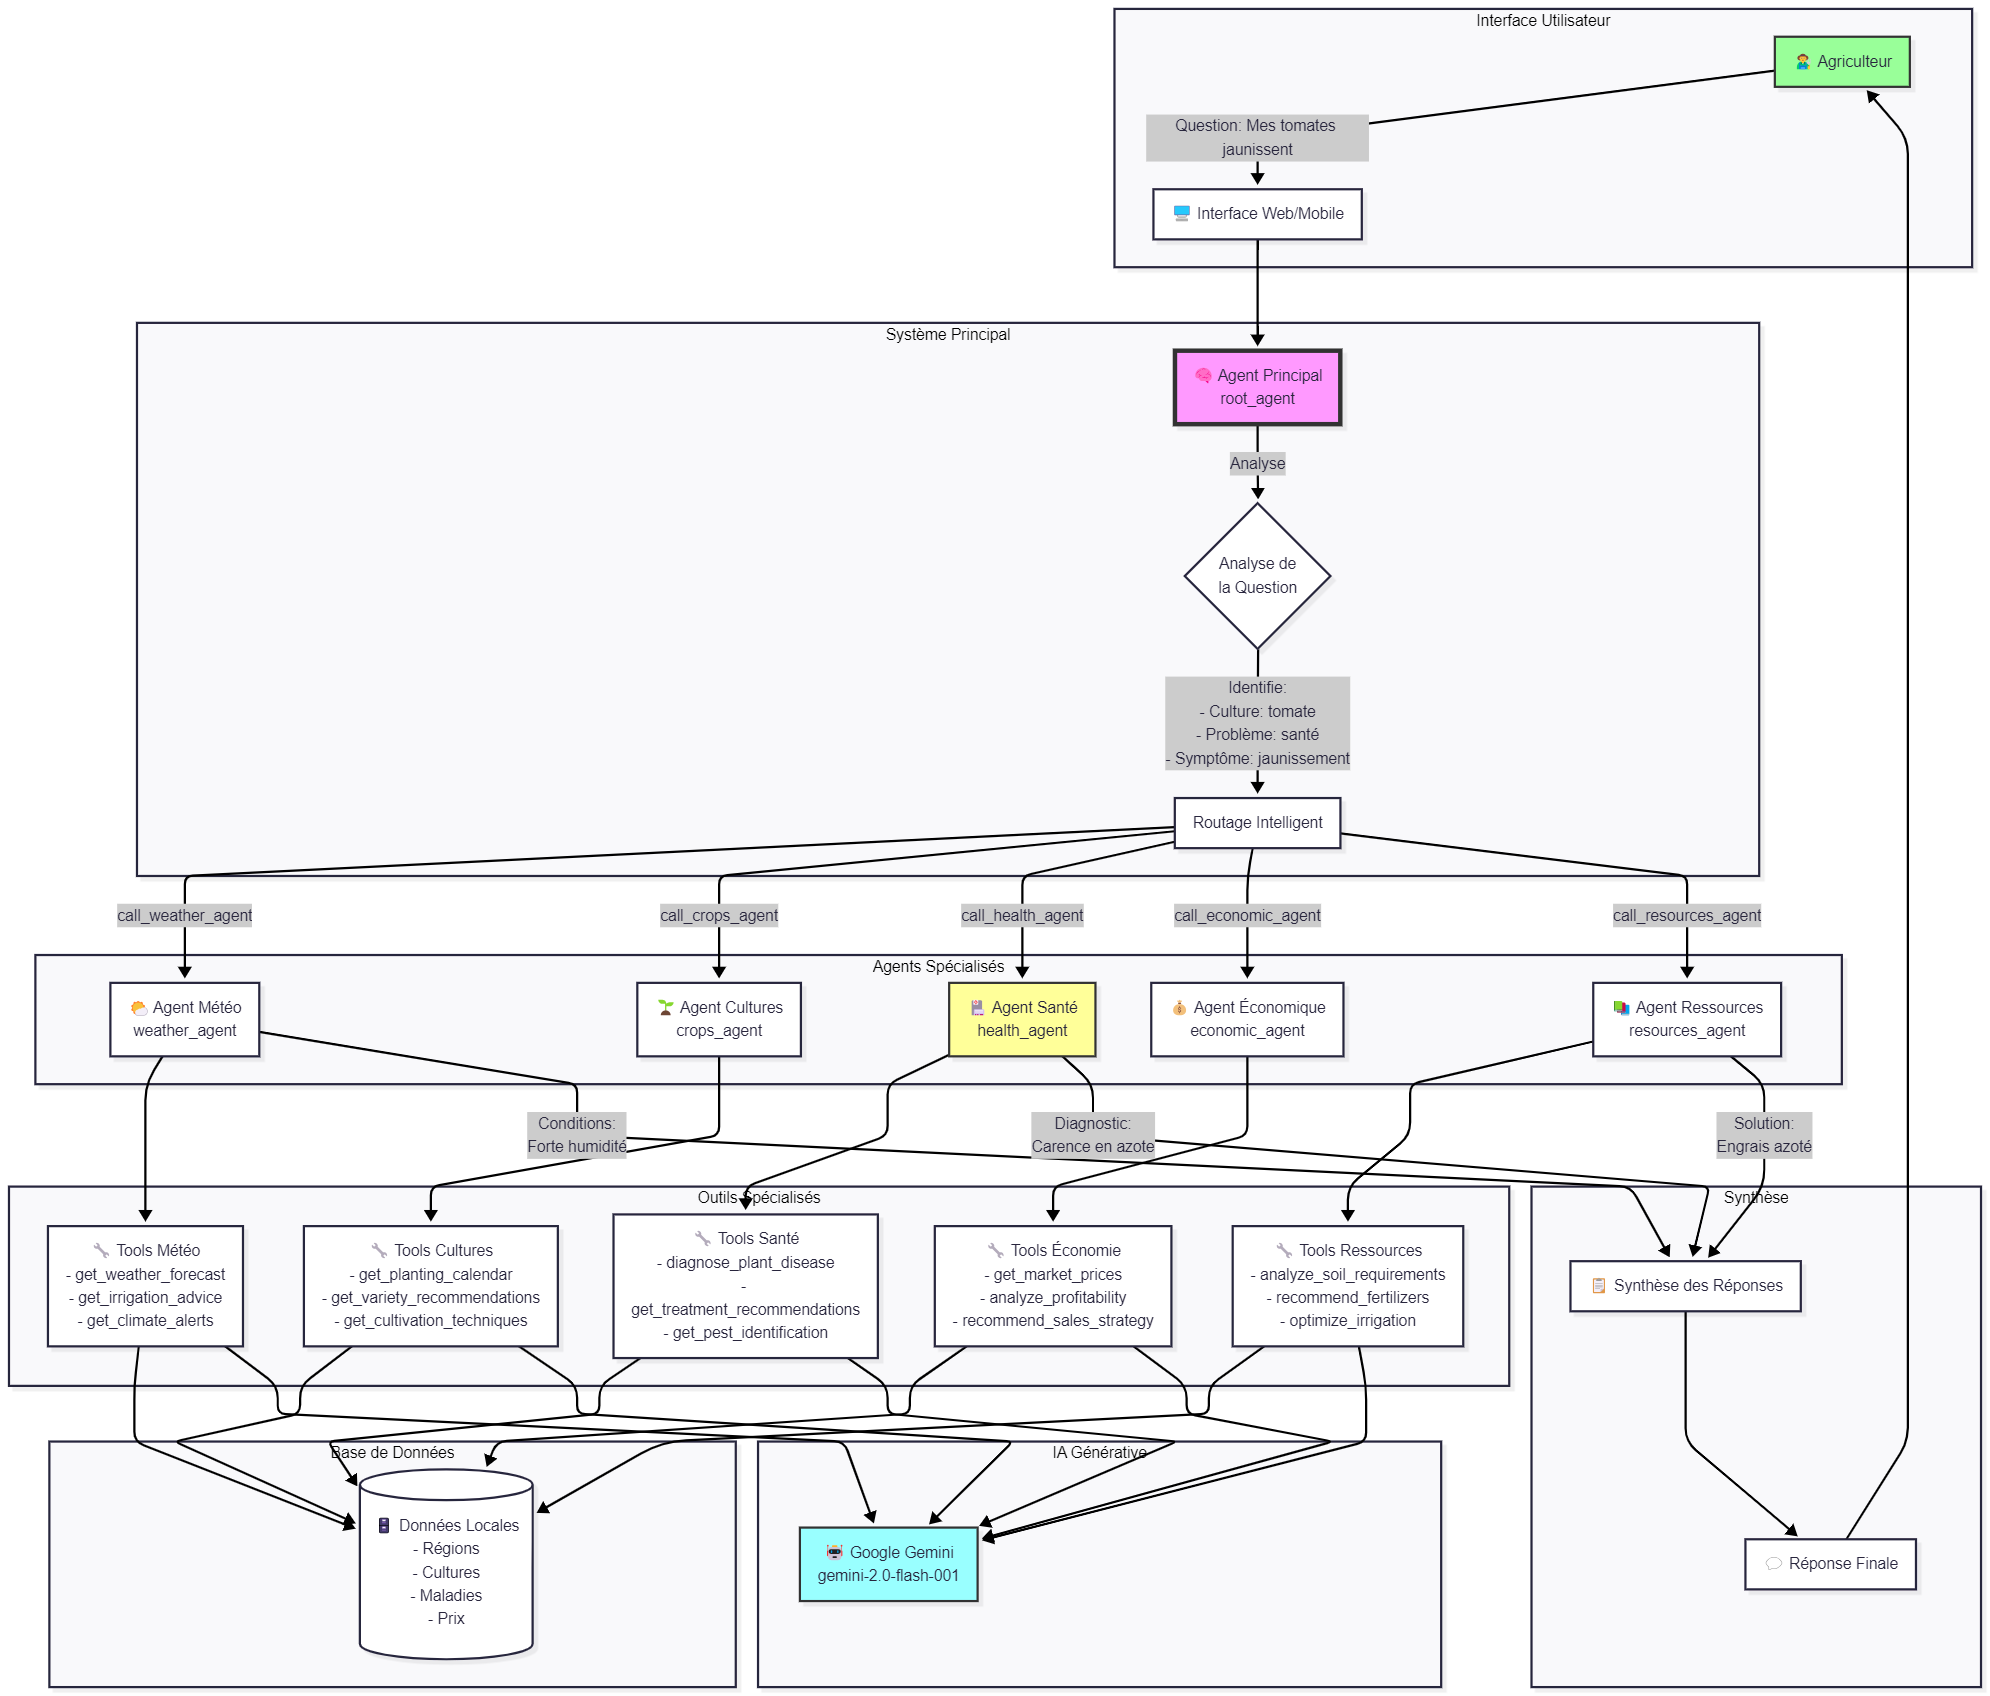 Interface Utilisateur
Agriculteur
Question: Mes tomates
jaunissent
Interface Web/Mobile
Système Principal
Agent Principal
root_agent
Analyse
Analyse de
la Question
Identifie:
- Culture: tomate
- Problème: santé
- Symptôme: jaunissement
Routage Intelligent
call_weather_agent
call_crops_agent
call_health_agent
call_economic_agent
call_resources_agent
Agents Spécialisés
Agent Météo
weather_agent
Agent Cultures
crops_agent
Agent Santé
health_agent
Agent Économique
economic_agent
Agent Ressources
resources_agent
Conditions:
Forte humidité
Diagnostic:
Carence en azote
Solution:
Engrais azoté
Outils Spécialisés
Tools Météo
- get_weather_forecast
- get_irrigation_advice
- get_climate_alerts
Tools Cultures
- get_planting_calendar
- get_variety_recommendations
- get_cultivation_techniques
Tools Santé
- diagnose_plant_disease
-
get_treatment_recommendations
- get_pest_identification
Tools Économie
- get_market_prices
- analyze_profitability
- recommend_sales_strategy
Tools Ressources
- analyze_soil_requirements
- recommend_fertilizers
- optimize_irrigation
Synthèse
Synthèse des Réponses
Base de Données
Données Locales
- Régions
- Cultures
- Maladies
- Prix
IA Générative
Google Gemini
gemini-2.0-flash-001
Réponse Finale